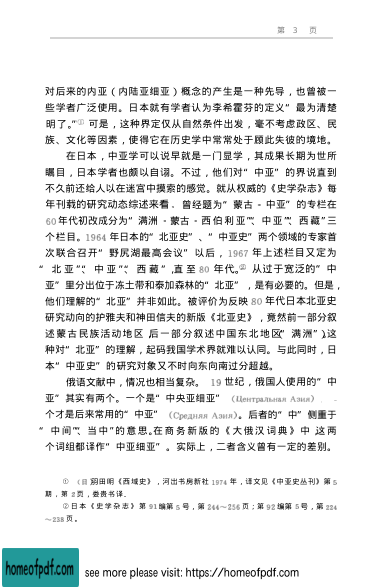 第 3 页
对后来的内亚（内陆亚细亚）概念的产生是一种先导，也曾被一
些学者广泛使用。日本就有学者认为李希霍芬的定义“最为清楚
明了。”① 可是，这种界定仅从自然条件出发，毫不考虑政区、民
族、文化等因素，使得它在历史学中常常处于顾此失彼的境地。
在日本，中亚学可以说早就是一门显学，其成果长期为世所
瞩目，日本学者也颇以自诩。不过，他们对“中亚”的界说直到
不久前还给人以在迷宫中摸索的感觉。就从权威的《史学杂志》每
年刊载的研究动态综述来看，曾经题为“蒙古-中亚”的专栏在
60年代初改成分为“满洲-蒙古-西伯利亚”“中亚”“西藏”三
个栏目。1964年日本的“北亚史”、“中亚史”两个领域的专家首
次联合召开“野尻湖最高会议”以后，1967年上述栏目又定为
“北亚”“中亚”“西藏”，直至80年代。② 从过于宽泛的“中
亚”里分出位于冻土带和泰加森林的“北亚”，是有必要的。但是，
他们理解的“北亚”并非如此。被评价为反映80年代日本北亚史
研究动向的护雅夫和神田信夫的新版《北亚史》，竟然前一部分叙
述蒙古民族活动地区，后一部分叙述中国东北地区（“满洲”）。这
种对“北亚”的理解，起码我国学术界就难以认同。与此同时，日
本“中亚史”的研究对象又不时向东向南过分超越。
俄语文献中，情况也相当复杂。19世纪，俄国人使用的“中
亚”其实有两个。一个是“中央亚细亚”（Центральная Азия），一
个才是后来常用的“中亚”（Средняя Азия）。后者的“中”侧重于
“中间”“当中”的意思。在商务新版的《大俄汉词典》中，这两
个词组都译作“中亚细亚”。实际上，二者含义曾有一定的差别。
① （日）羽田明《西域史》，河出书房新社1974年，译文见《中亚史丛刊》第5
期，第2页，娄贵书译。
②日本《史学杂志》第91编第5号，第244～256页；第92编第5号，第224
～238页。
homeofpdf.com
see more please visit: https://homeofpdf.com